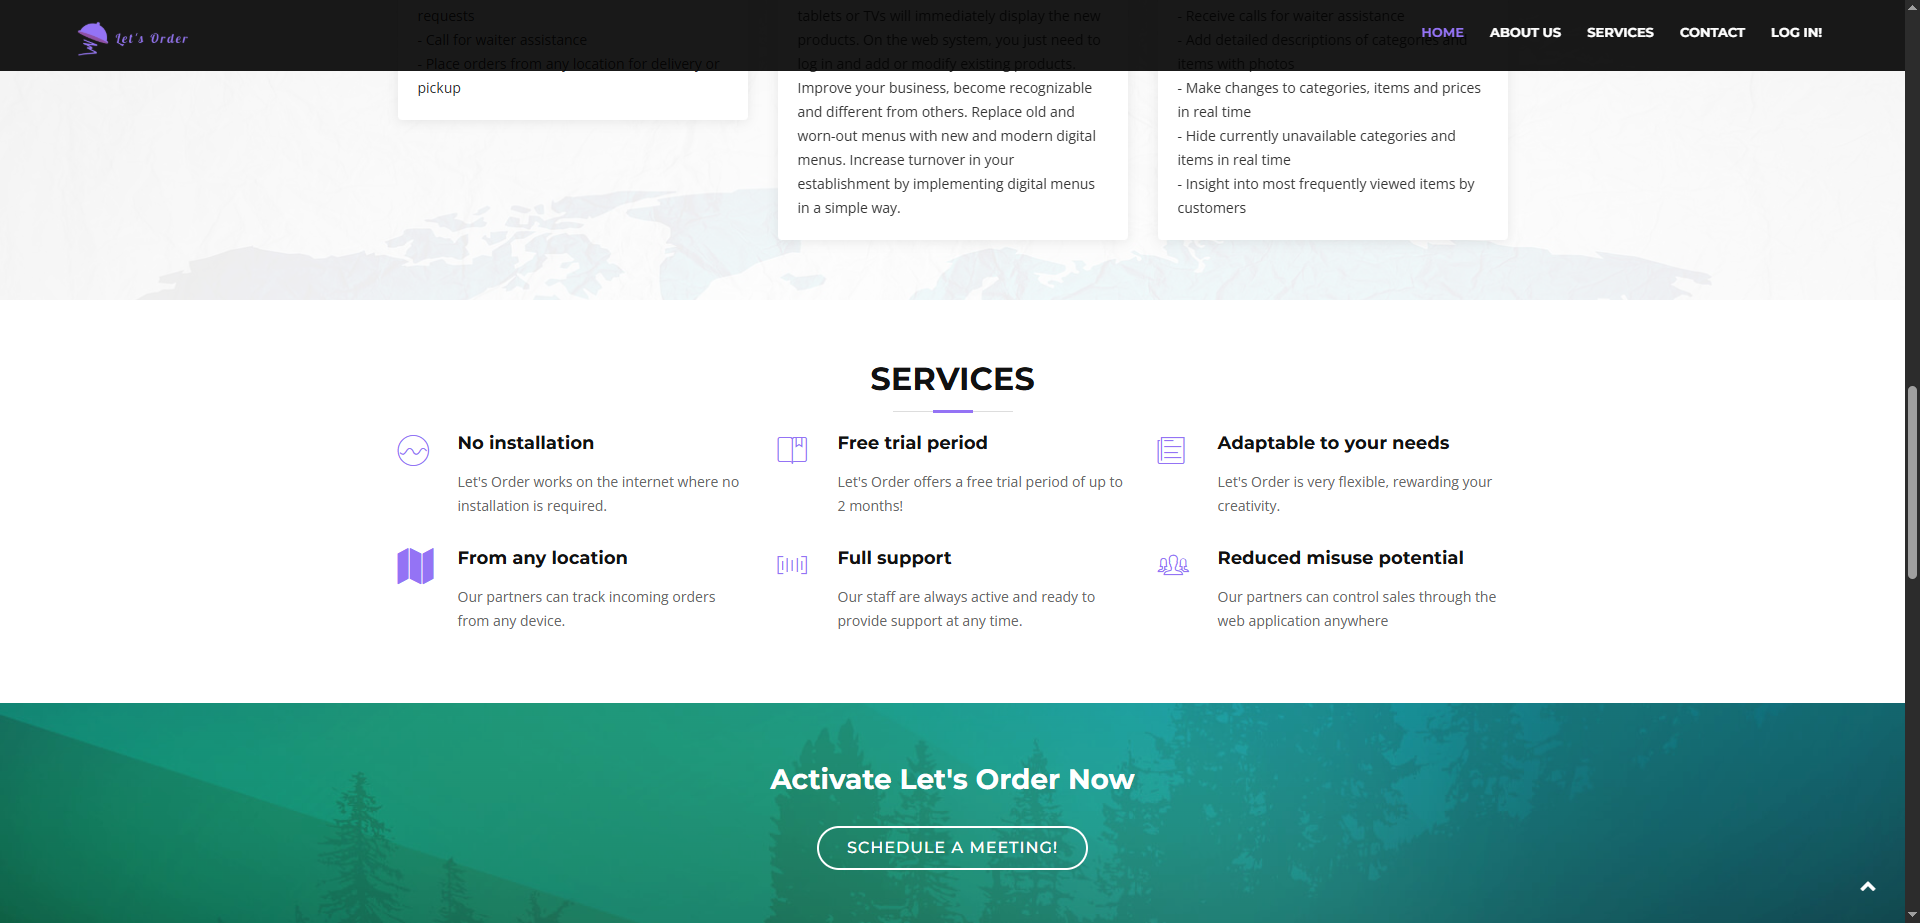 Let's Order
HOME
ABOUT US
SERVICES
CONTACT
LOG IN!
requests
- Call for waiter assistance
- Place orders from any location for delivery or
pickup
tablets or TVs will immediately display the new
products. On the web system, you just need to
log in and add or modify existing products.
Improve your business, become recognizable
and different from others. Replace old and
worn-out menus with new and modern digital
menus. Increase turnover in your
establishment by implementing digital menus
in a simple way.
- Receive calls for waiter assistance
- Add detailed descriptions of categories and
items with photos
- Make changes to categories, items and prices
in real time
- Hide currently unavailable categories and
items in real time
- Insight into most frequently viewed items by
customers
SERVICES
No installation
Let's Order works on the internet where no
installation is required.
Free trial period
Let's Order offers a free trial period of up to
2 months!
Adaptable to your needs
Let's Order is very flexible, rewarding your
creativity.
From any location
Our partners can track incoming orders
from any device.
Full support
Our staff are always active and ready to
provide support at any time.
Reduced misuse potential
Our partners can control sales through the
web application anywhere
Activate Let's Order Now
SCHEDULE A MEETING!